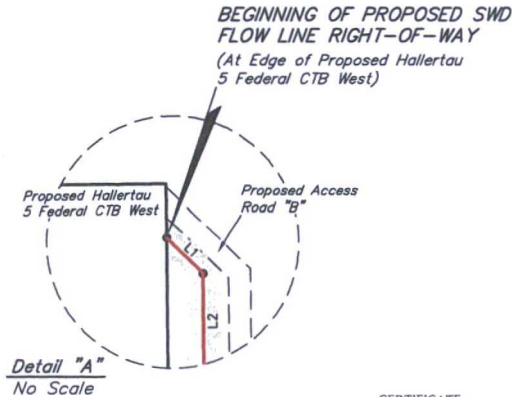 BEGINNING OF PROPOSED SWD
FLOW LINE RIGHT-OF-WAY
(At Edge of Proposed Hallertau
5 Federal CTB West)
Proposed Hallertau
5 Federal CTB West
Proposed Access
Road "B"
L1
L2
Detail "A"
No Scale
CERTIFICATE